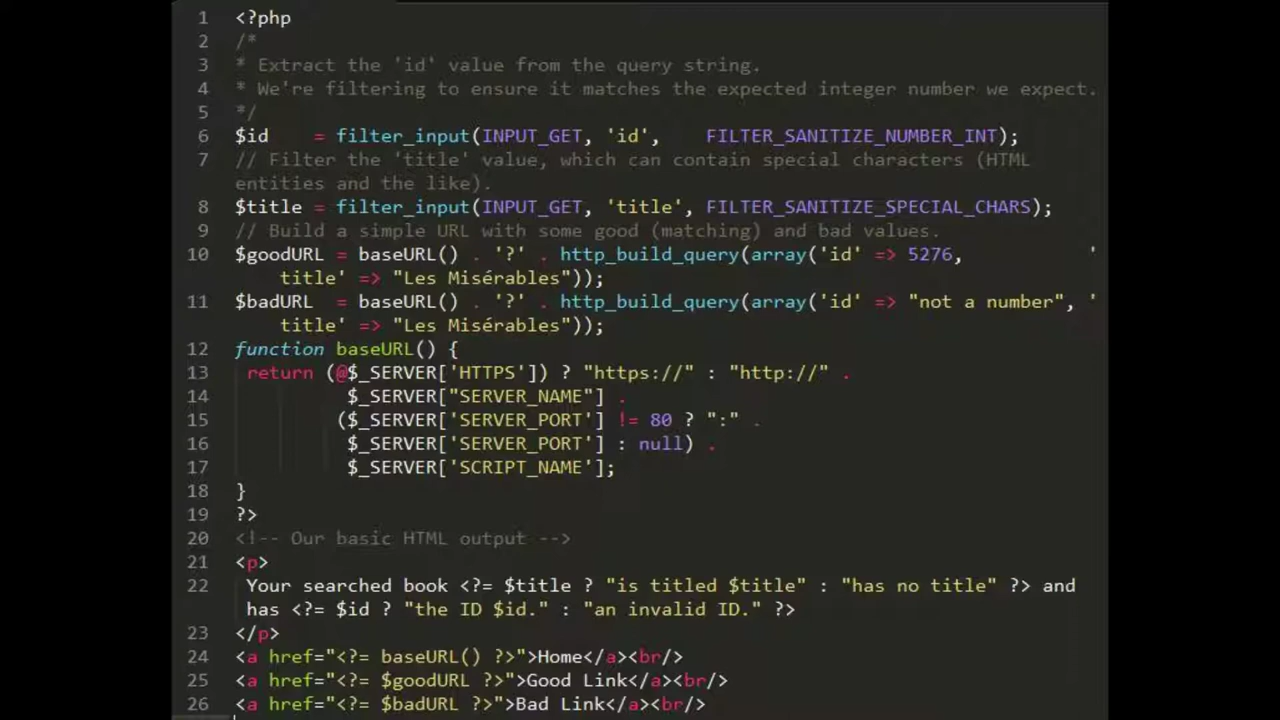 1 <?php
2 /*
3 * Extract the 'id' value from the query string.
4 * We're filtering to ensure it matches the expected integer number we expect.
5 */
6 $id    = filter_input(INPUT_GET, 'id',    FILTER_SANITIZE_NUMBER_INT);
7 // Filter the 'title' value, which can contain special characters (HTML
entities and the like).
8 $title = filter_input(INPUT_GET, 'title', FILTER_SANITIZE_SPECIAL_CHARS);
9 // Build a simple URL with some good (matching) and bad values.
10 $goodURL = baseURL() . '?' . http_build_query(array('id' => 5276,            '
title' => "Les Misérables"));
11 $badURL  = baseURL() . '?' . http_build_query(array('id' => "not a number", '
title' => "Les Misérables"));
12 function baseURL() {
13  return (@$_SERVER['HTTPS']) ? "https://" : "http://" .
14          $_SERVER["SERVER_NAME"] .
15         ($_SERVER['SERVER_PORT'] != 80 ? ":" .
16          $_SERVER['SERVER_PORT'] : null) .
17          $_SERVER['SCRIPT_NAME'];
18 }
19 ?>
20 <!-- Our basic HTML output -->
21 <p>
22  Your searched book <?= $title ? "is titled $title" : "has no title" ?> and
has <?= $id ? "the ID $id." : "an invalid ID." ?>
23 </p>
24 <a href="<?= baseURL() ?>">Home</a><br/>
25 <a href="<?= $goodURL ?>">Good Link</a><br/>
26 <a href="<?= $badURL ?>">Bad Link</a><br/>